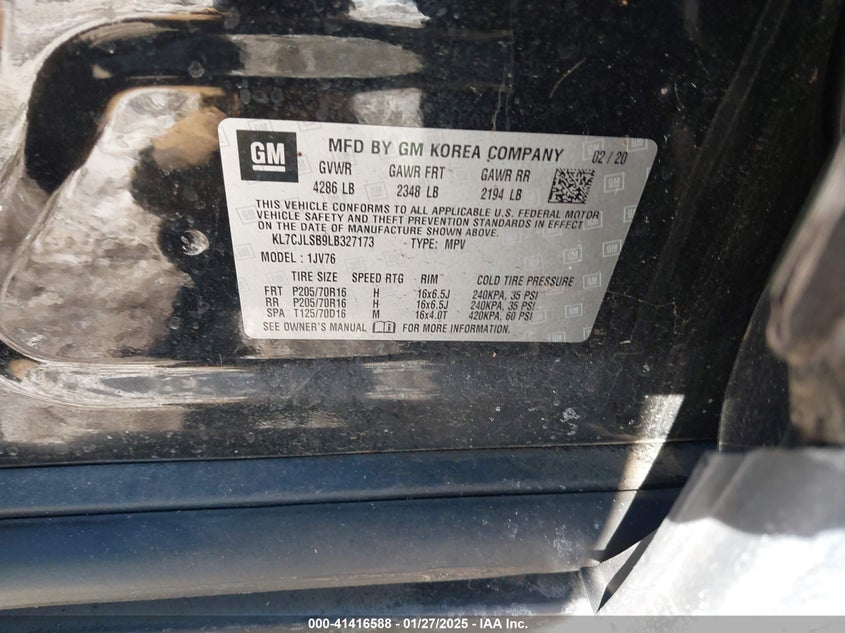 GM
MFD BY GM KOREA COMPANY 02/20
GVWR GAWR FRT GAWR RR
4286 LB 2348 LB 2194 LB
THIS VEHICLE CONFORMS TO ALL APPLICABLE U.S. FEDERAL MOTOR
VEHICLE SAFETY AND THEFT PREVENTION STANDARDS IN EFFECT
ON THE DATE OF MANUFACTURE SHOWN ABOVE.
KL7CJLSB9LB327173 TYPE: MPV
MODEL : 1JV76
TIRE SIZE SPEED RTG RIM COLD TIRE PRESSURE
FRT P205/70R16 H 16x6.5J 240KPA, 35 PSI
RR P205/70R16 H 16x6.5J 240KPA, 35 PSI
SPA T125/70D16 M 16x4.0T 420KPA, 60 PSI
SEE OWNER'S MANUAL FOR MORE INFORMATION.
000-41416588 — 01/27/2025 — IAA Inc.